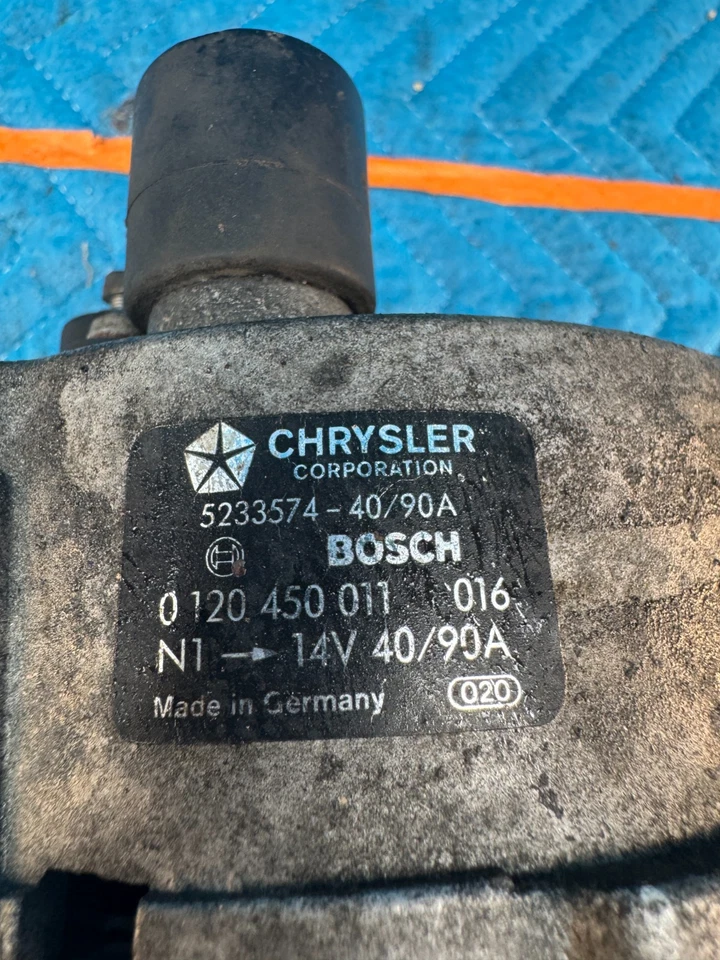 CHRYSLER
CORPORATION
5233574 - 40/90A
BOSCH
0 120 450 011 016
N1 → 14V 40/90A
Made in Germany 020